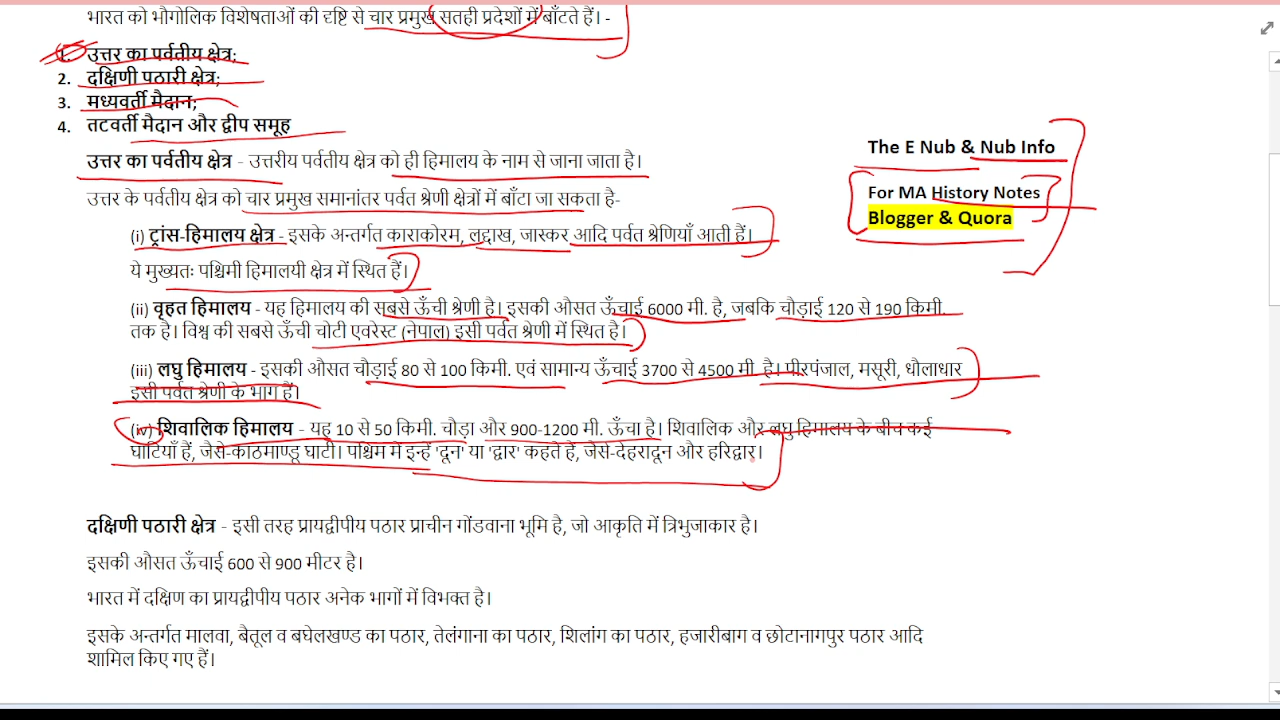 भारत को भौगोलिक विशेषताओं की दृष्टि से चार प्रमुख सतही प्रदेशों में बाँटते हैं। -
1. उत्तर का पर्वतीय क्षेत्र;
2. दक्षिणी पठारी क्षेत्र;
3. मध्यवर्ती मैदान;
4. तटवर्ती मैदान और द्वीप समूह
उत्तर का पर्वतीय क्षेत्र - उत्तरीय पर्वतीय क्षेत्र को ही हिमालय के नाम से जाना जाता है।
उत्तर के पर्वतीय क्षेत्र को चार प्रमुख समानांतर पर्वत श्रेणी क्षेत्रों में बाँटा जा सकता है-
(i) ट्रांस-हिमालय क्षेत्र - इसके अन्तर्गत काराकोरम, लद्दाख, जास्कर आदि पर्वत श्रेणियाँ आती हैं।
ये मुख्यतः पश्चिमी हिमालयी क्षेत्र में स्थित हैं।
(ii) वृहत हिमालय - यह हिमालय की सबसे ऊँची श्रेणी है। इसकी औसत ऊँचाई 6000 मी. है, जबकि चौड़ाई 120 से 190 किमी.
तक है। विश्व की सबसे ऊँची चोटी एवरेस्ट (नेपाल) इसी पर्वत श्रेणी में स्थित है।
(iii) लघु हिमालय - इसकी औसत चौड़ाई 80 से 100 किमी. एवं सामान्य ऊँचाई 3700 से 4500 मी. है। पीरपंजाल, मसूरी, धौलाधार
इसी पर्वत श्रेणी के भाग हैं।
(iv) शिवालिक हिमालय - यह 10 से 50 किमी. चौड़ा और 900-1200 मी. ऊँचा है। शिवालिक और लघु हिमालय के बीच कई
घाटियाँ हैं, जैसे-काठमाण्डू घाटी। पश्चिम में इन्हें 'दून' या 'द्वार' कहते हैं, जैसे-देहरादून और हरिद्वार।
दक्षिणी पठारी क्षेत्र - इसी तरह प्रायद्वीपीय पठार प्राचीन गोंडवाना भूमि है, जो आकृति में त्रिभुजाकार है।
इसकी औसत ऊँचाई 600 से 900 मीटर है।
भारत में दक्षिण का प्रायद्वीपीय पठार अनेक भागों में विभक्त है।
इसके अन्तर्गत मालवा, बैतूल व बघेलखण्ड का पठार, तेलंगाना का पठार, शिलांग का पठार, हजारीबाग व छोटानागपुर पठार आदि
शामिल किए गए हैं।
The E Nub & Nub Info
For MA History Notes
Blogger & Quora